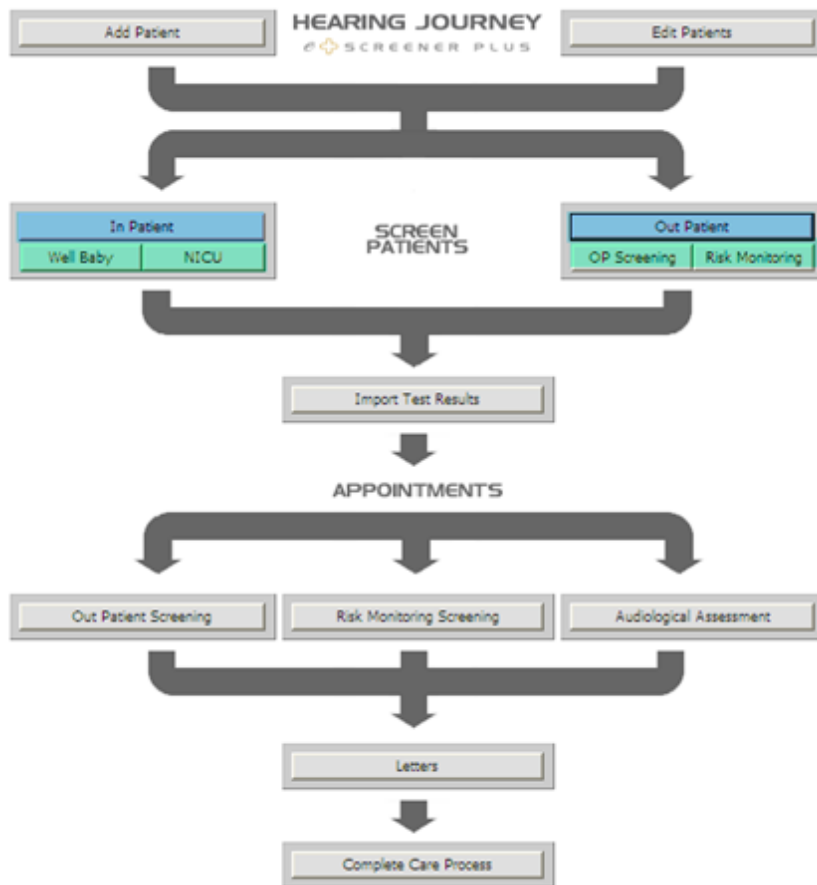 Add Patient
HEARING JOURNEY
e SCREENER PLUS
Edit Patients
In Patient
Well Baby
NICU
SCREEN
PATIENTS
Out Patient
OP Screening
Risk Monitoring
Import Test Results
APPOINTMENTS
Out Patient Screening
Risk Monitoring Screening
Audiological Assessment
Letters
Complete Care Process